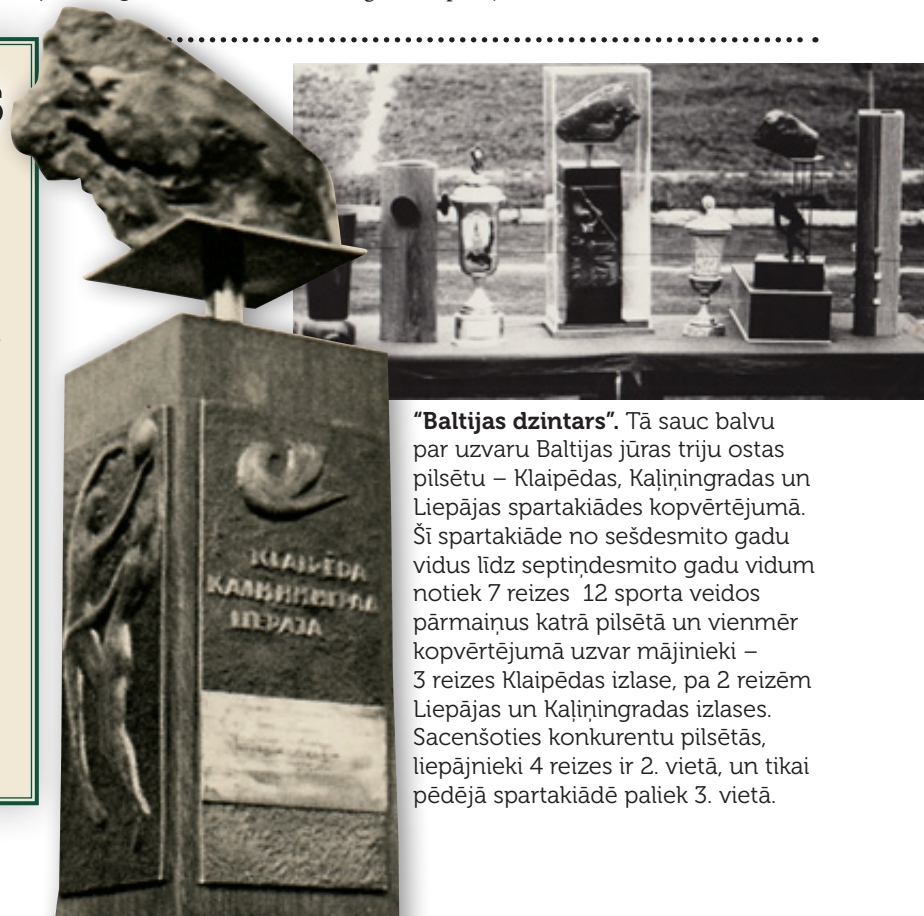 S
KLAIPĖDA
КАЛИНИНГРАД
LIEPAJA
“Baltijas dzintars”. Tā sauc balvu
par uzvaru Baltijas jūras triju ostas
pilsētu – Klaipēdas, Kaļiņingradas un
Liepājas spartakiādes kopvērtējumā.
Šī spartakiāde no sešdesmito gadu
vidus līdz septiņdesmito gadu vidum
notiek 7 reizes 12 sporta veidos
pārmaiņus katrā pilsētā un vienmēr
kopvērtējumā uzvar mājinieki –
3 reizes Klaipēdas izlase, pa 2 reizēm
Liepājas un Kaļiņingradas izlases.
Sacenšoties konkurentu pilsētās,
liepājnieki 4 reizes ir 2. vietā, un tikai
pēdējā spartakiādē paliek 3. vietā.